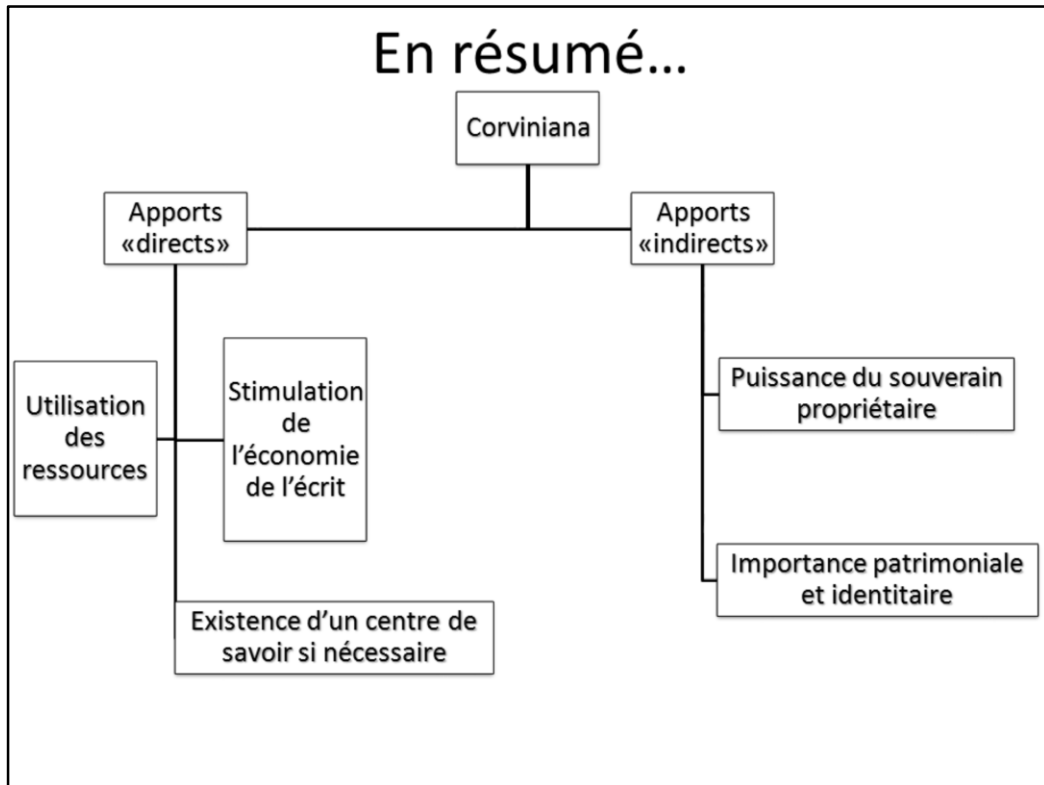 En résumé...
Corviniana
Apports
«directs»
Apports
«indirects»
Utilisation
des
ressources
Stimulation
de
l’économie
de l’écrit
Existence d’un centre de
savoir si nécessaire
Puissance du souverain
propriétaire
Importance patrimoniale
et identitaire